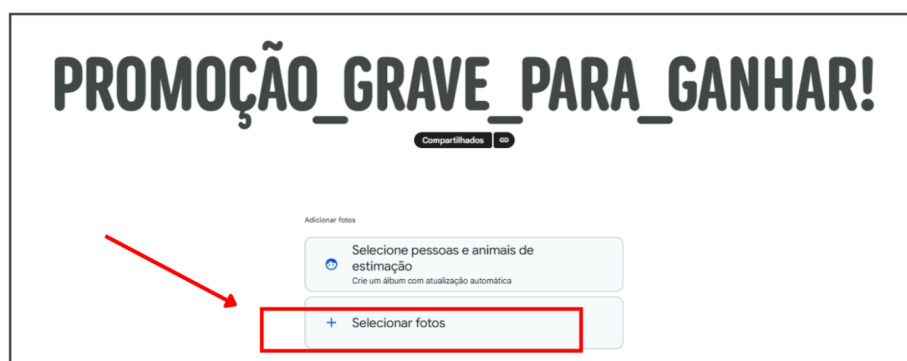 PROMOÇÃO_GRAVE_PARA_GANHAR!
Compartilhados
Adicionar fotos
Selecione pessoas e animais de
estimação
Crie um álbum com atualização automática
Selecionar fotos